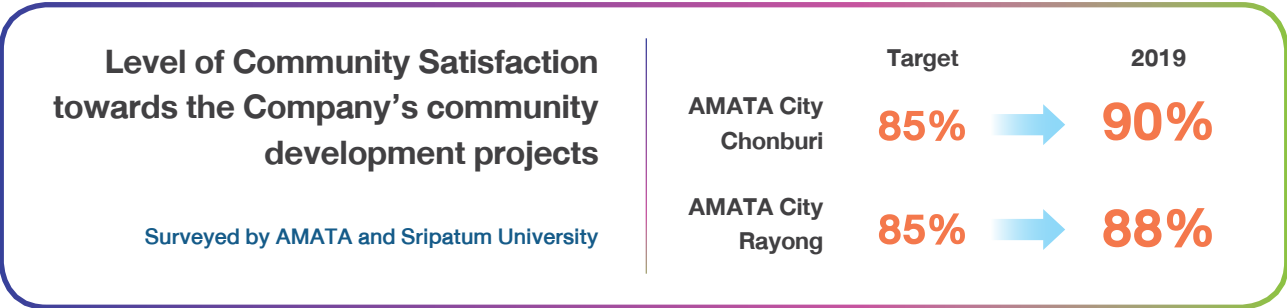 Level of Community Satisfaction
towards the Company’s community
development projects
Surveyed by AMATA and Sripatum University
Target 2019
AMATA City
Chonburi
85% 90%
AMATA City
Rayong
85% 88%